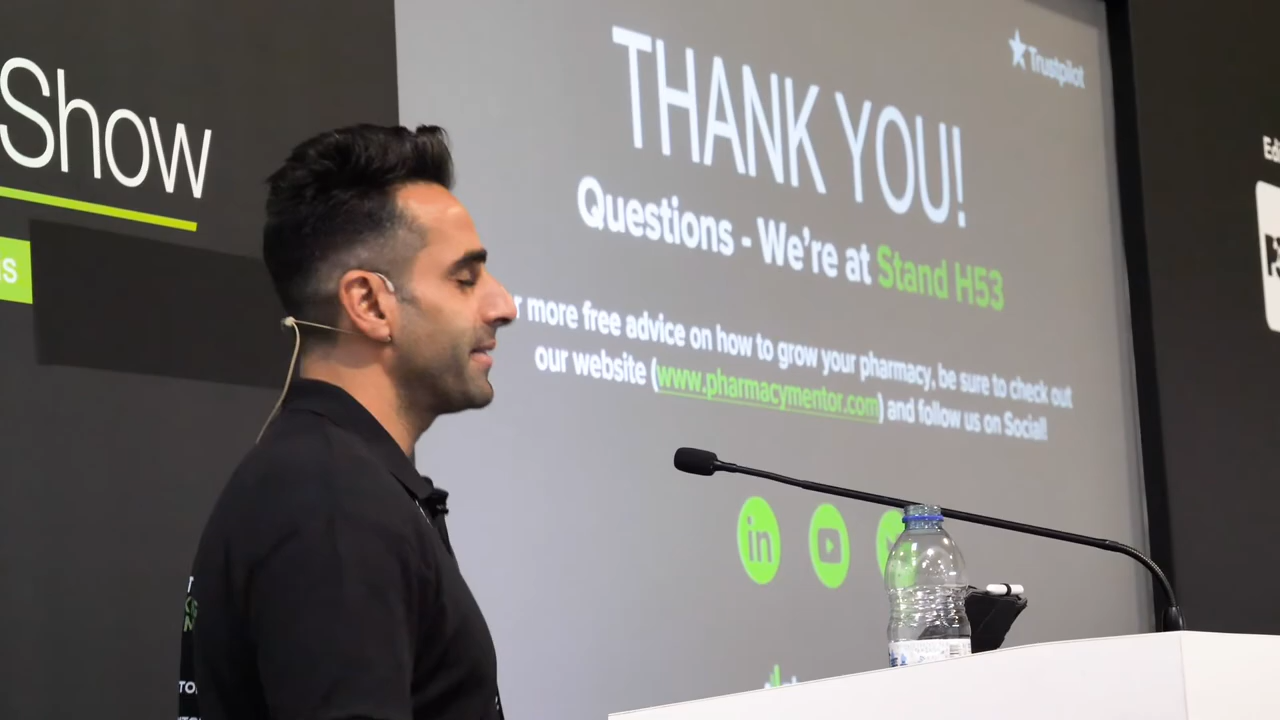 Show
THANK YOU!
Trustpilot
Questions - We're at Stand H53
more free advice on how to grow your pharmacy, be sure to check out
our website (www.pharmacymentor.com) and follow us on Social!
in